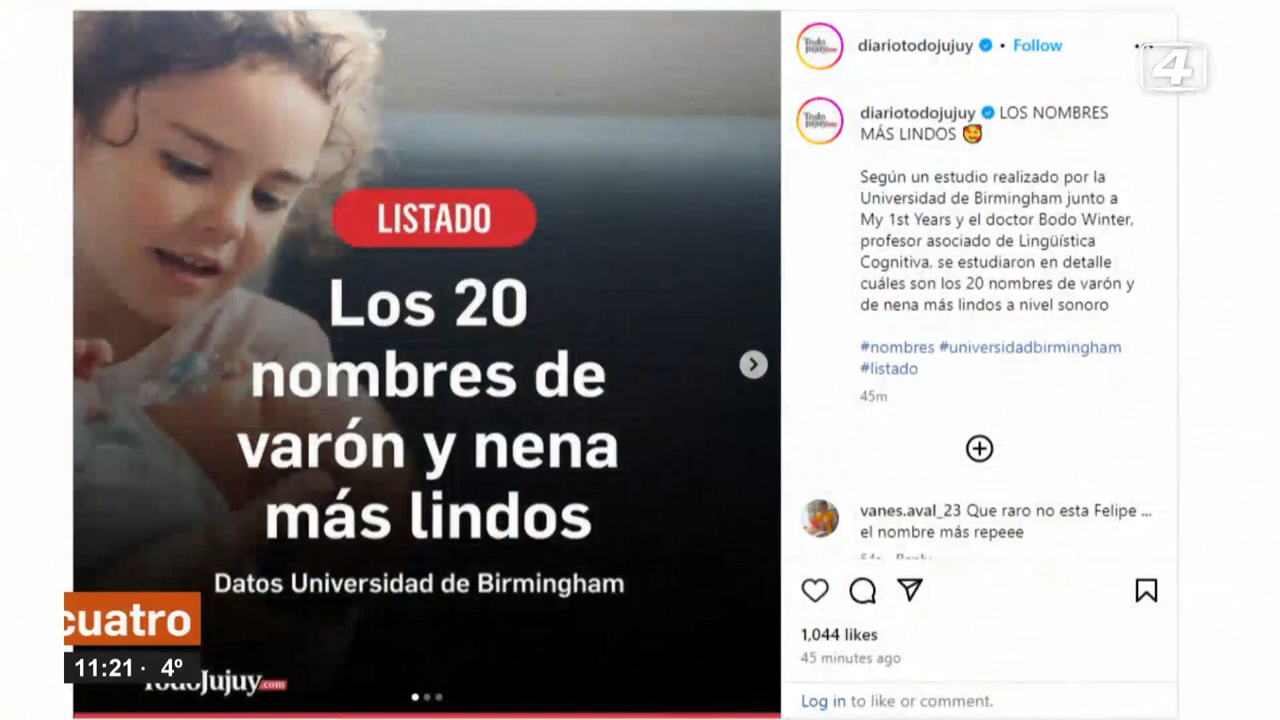 LISTADO
Los 20
nombres de
varón y nena
más lindos
Datos Universidad de Birmingham
cuatro
11:21 · 4º
TodoJujuy.com
diariotodojujuy • Follow
4
diariotodojujuy LOS NOMBRES
MÁS LINDOS 🥰
Según un estudio realizado por la
Universidad de Birmingham junto a
My 1st Years y el doctor Bodo Winter,
profesor asociado de Lingüística
Cognitiva, se estudiaron en detalle
cuáles son los 20 nombres de varón y
de nena más lindos a nivel sonoro
#nombres #universidadbirmingham
#listado
45m
vanes.aval_23 Que raro no esta Felipe ...
el nombre más repeee
1,044 likes
45 minutes ago
Log in to like or comment.